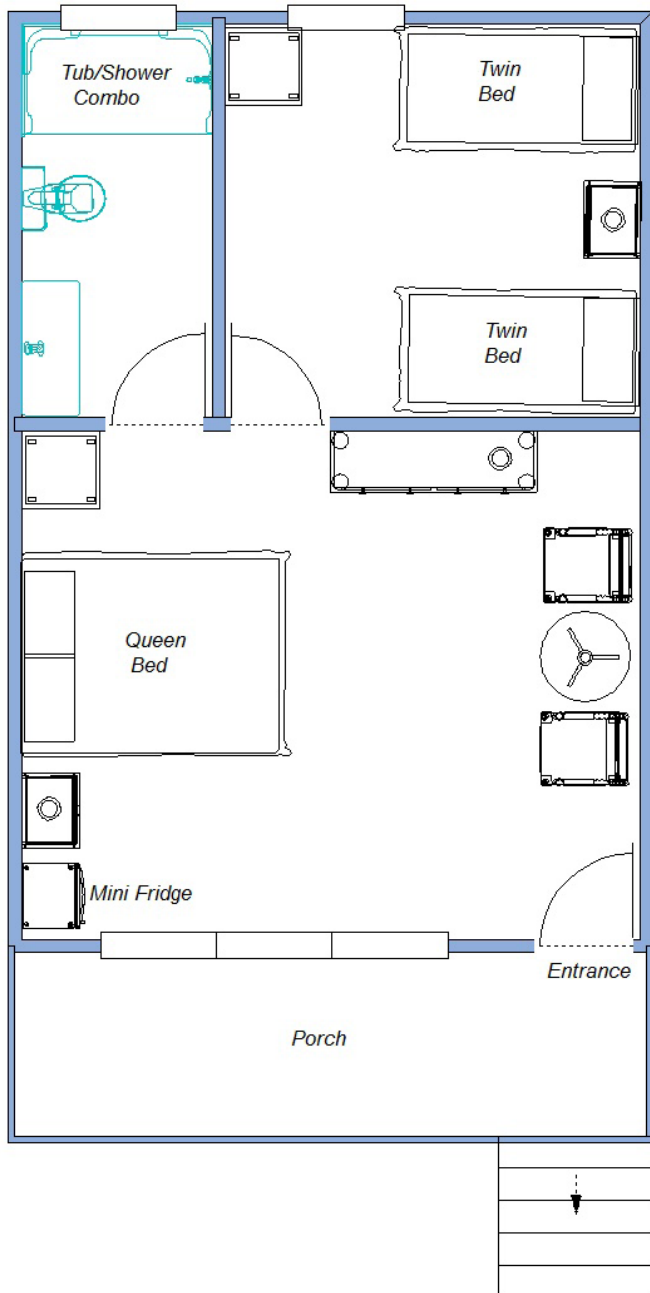 Tub/Shower
Combo
Twin
Bed
Twin
Bed
Queen
Bed
Mini Fridge
Entrance
Porch